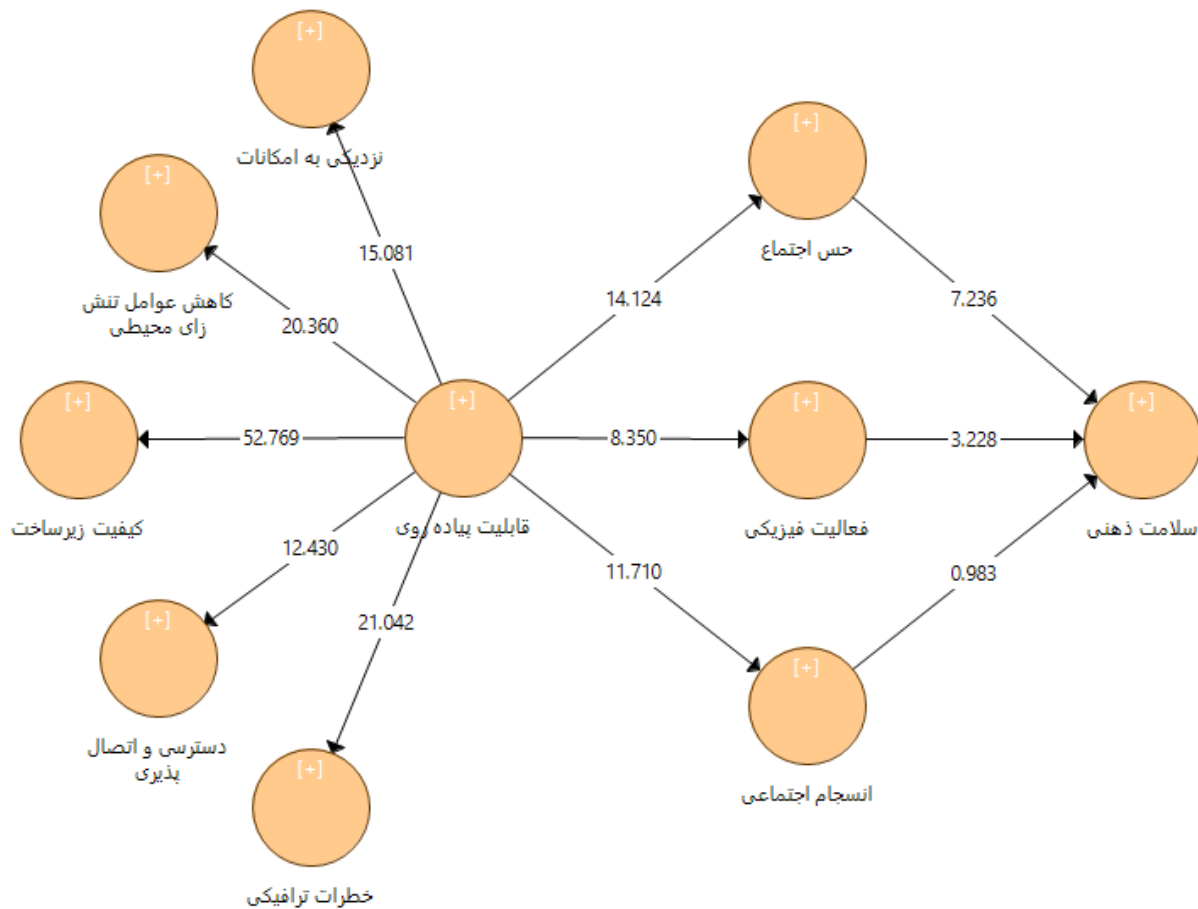 [+]
نزدیکی به امکانات
[+]
کاهش عوامل تنش
زای محیطی
[+]
کیفیت زیرساخت
[+]
دسترسی و اتصال
پذیری
[+]
خطرات ترافیکی
[+]
قابلیت پیاده روی
[+]
حس اجتماع
[+]
فعالیت فیزیکی
[+]
انسجام اجتماعی
[+]
سلامت ذهنی
15.081
20.360
52.769
12.430
21.042
14.124
8.350
11.710
7.236
3.228
0.983